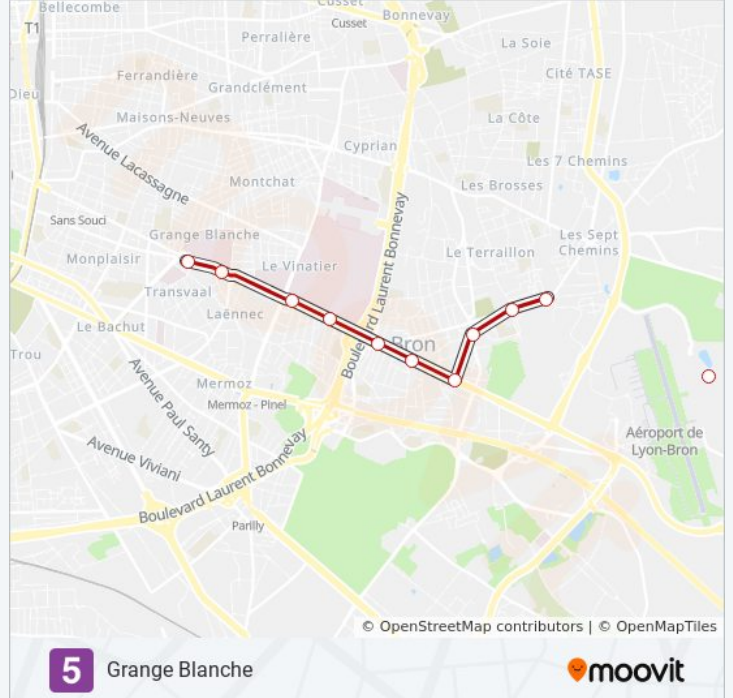 Bellecombe
Cusset
Bonnevay
T1
Cusset
Perralière
La Soie
Ferrandière
Cité TASE
Dieu
Grandclément
Maisons-Neuves
La Côte
Avenue Lacassagne
Cyprian
Les 7 Chemins
Montchat
Les Brosses
Sans Souci
Grange Blanche
Les Sept
Chemins
Monplaisir
Le Vinatier
Boulevard Laurent Bonnevay
Le Terraillon
Transvaal
Laënnec
Le Bachut
Bron
Trou
Mermoz
Mermoz - Pinel
Avenue Paul Santy
Aéroport de
Lyon-Bron
Avenue Viviani
Boulevard Laurent Bonnevay
Parilly
© OpenStreetMap contributors | © OpenMapTiles
5 Grange Blanche
moovit